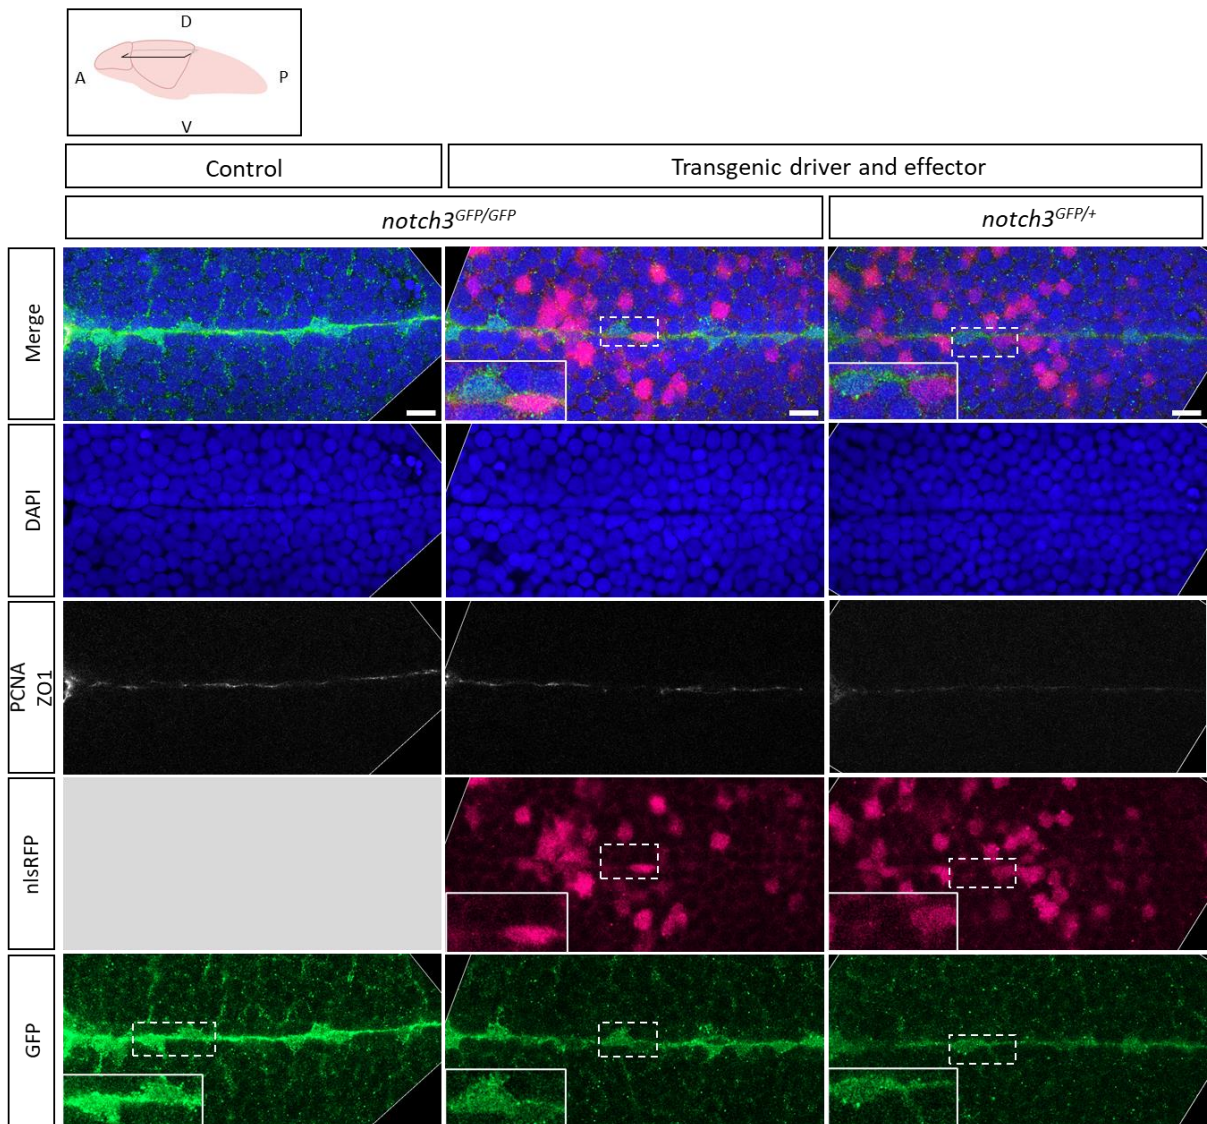 D
A
P
V
Control
Transgenic driver and effector
notch3GFP/GFP
notch3GFP/+
Merge
DAPI
PCNA
ZO1
nlsRFP
GFP